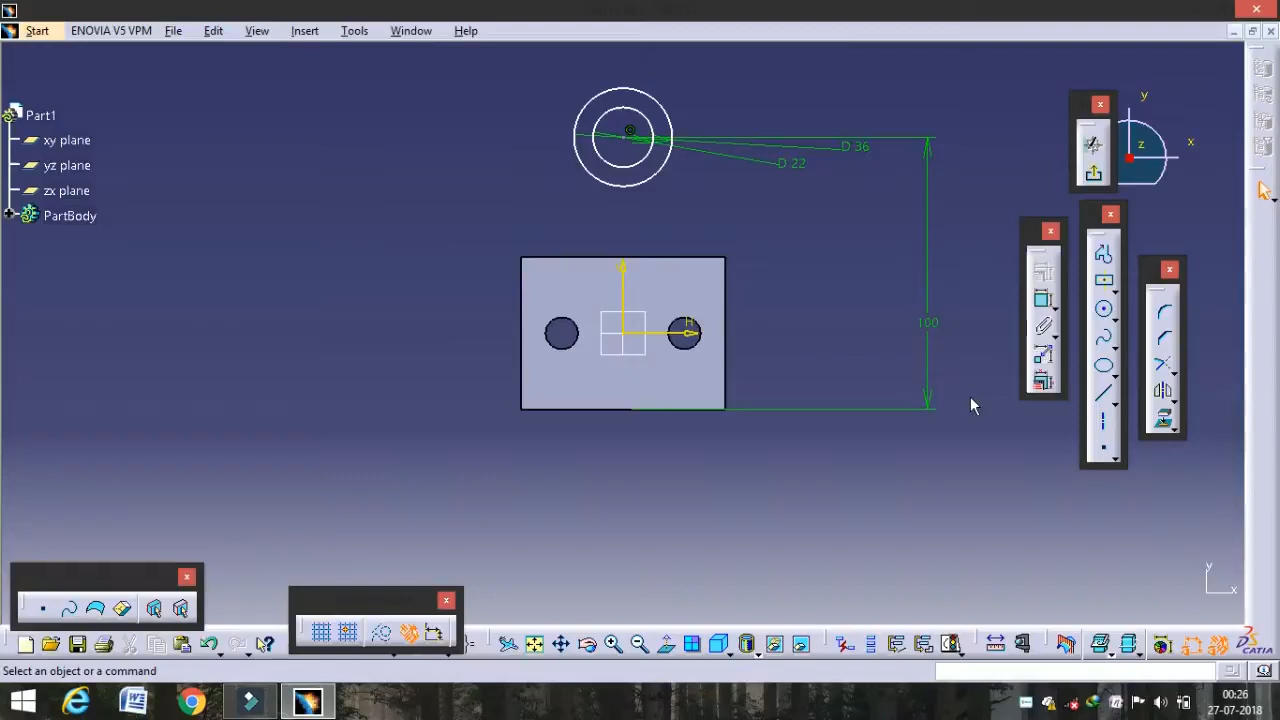 Start ENOVIA V5 VPM File Edit View Insert Tools Window Help
Part1
xy plane
yz plane
zx plane
PartBody
D 36
D 22
100
H
y
x
z
y
x
CATIA
Select an object or a command
00:26
27-07-2018